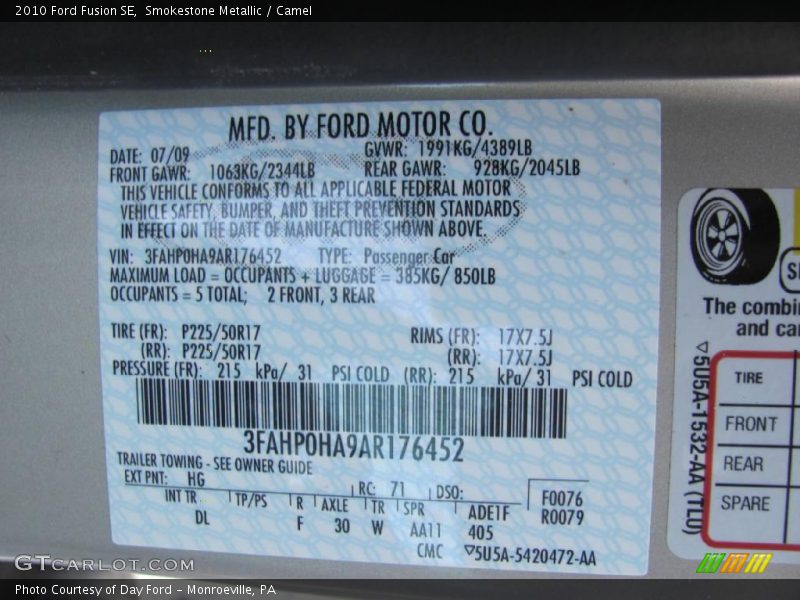 2010 Ford Fusion SE, Smokestone Metallic / Camel
MFD. BY FORD MOTOR CO.
DATE: 07/09 GVWR: 1991KG/4389LB
FRONT GAWR: 1063KG/2344LB REAR GAWR: 928KG/2045LB
THIS VEHICLE CONFORMS TO ALL APPLICABLE FEDERAL MOTOR
VEHICLE SAFETY, BUMPER, AND THEFT PREVENTION STANDARDS
IN EFFECT ON THE DATE OF MANUFACTURE SHOWN ABOVE.
VIN: 3FAHP0HA9AR176452 TYPE: Passenger Car
MAXIMUM LOAD = OCCUPANTS + LUGGAGE = 385KG/ 850LB
OCCUPANTS = 5 TOTAL; 2 FRONT, 3 REAR
TIRE (FR): P225/50R17 RIMS (FR): 17X7.5J
(RR): P225/50R17 (RR): 17X7.5J
PRESSURE (FR): 215 kPa/ 31 PSI COLD (RR): 215 kPa/ 31 PSI COLD
3FAHP0HA9AR176452
TRAILER TOWING - SEE OWNER GUIDE
EXT PNT: HG RC: 71 DSO: F0076
INT TR TP/PS R AXLE TR SPR ADE1F R0079
DL F 30 W AA11 405
CMC ▽5U5A-5420472-AA
The combin
and car
▽5U5A-1532-AA (TLU)
TIRE
FRONT
REAR
SPARE
GTCARLOT.COM
Photo Courtesy of Day Ford - Monroeville, PA